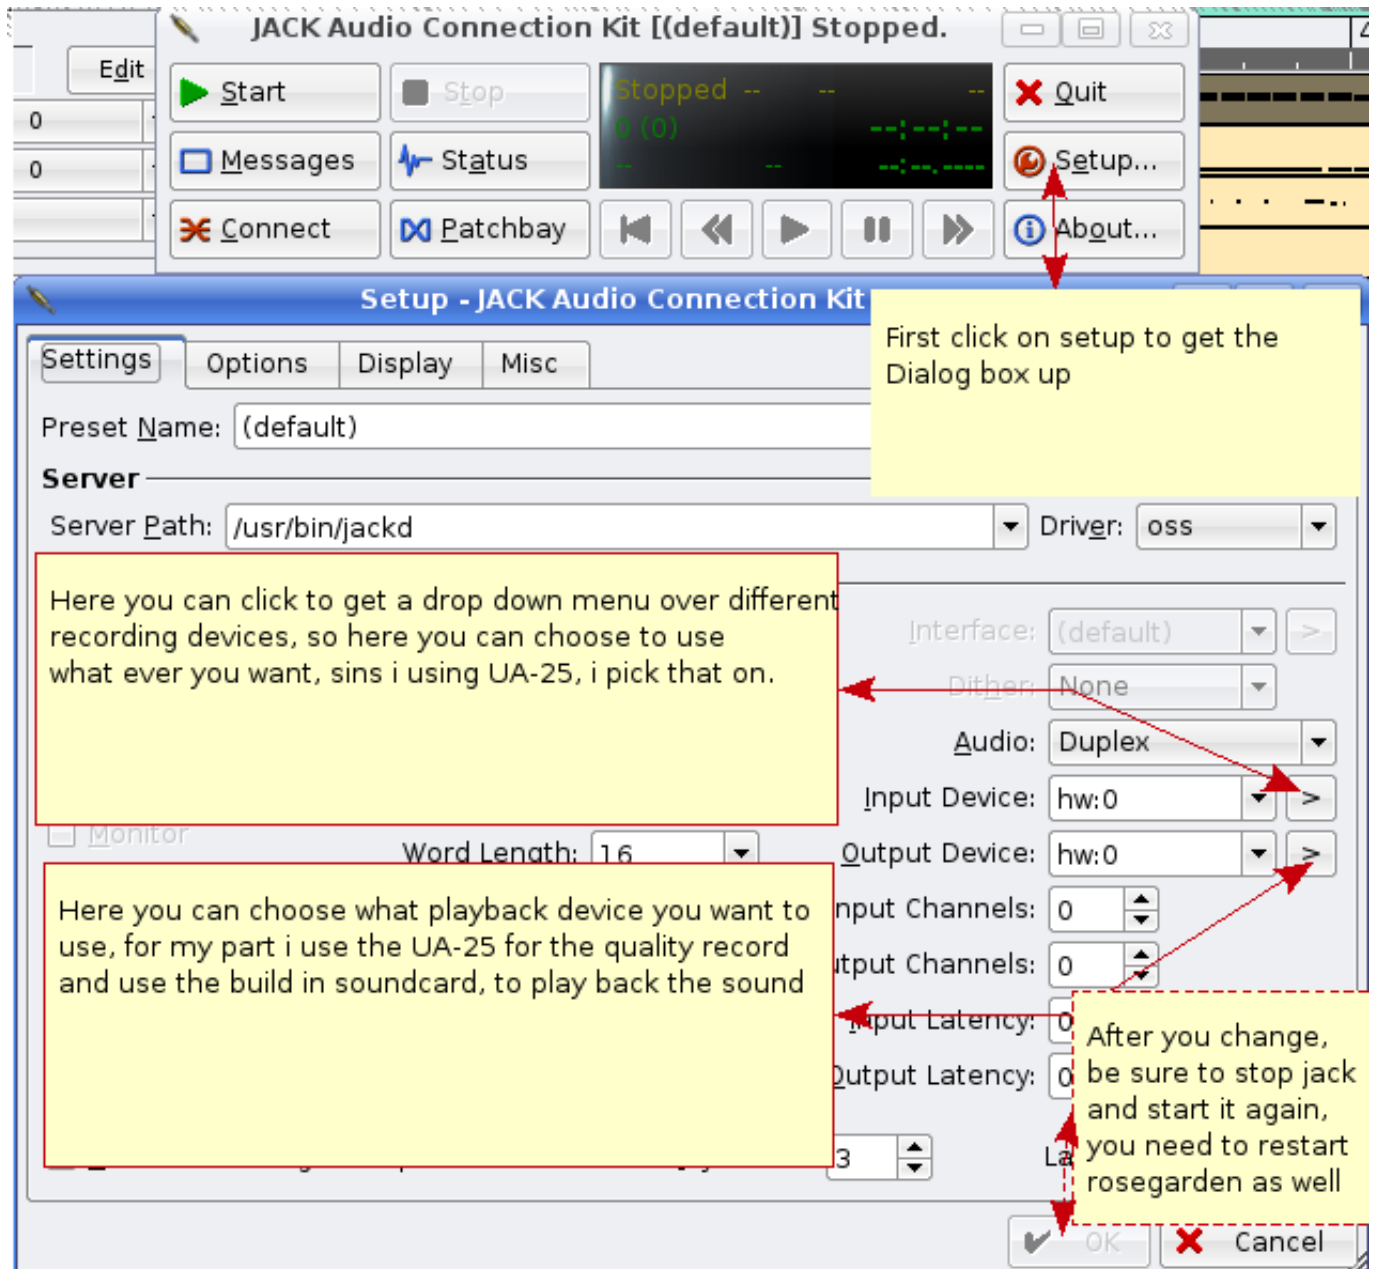 JACK Audio Connection Kit [(default)] Stopped.
Edit
Start
Stop
Stopped -- -- --
Quit
0
0 (0) --:--:--
Messages
Status
-- -- --:--.----
Setup...
0
Connect
Patchbay
About...
Setup - JACK Audio Connection Kit
First click on setup to get the
Dialog box up
Settings
Options
Display
Misc
Preset Name: (default)
Server
Server Path: /usr/bin/jackd
Driver: oss
Here you can click to get a drop down menu over different
recording devices, so here you can choose to use
what ever you want, sins i using UA-25, i pick that on.
Interface: (default) >
Dither: None
Audio: Duplex
Input Device: hw:0 >
Monitor
Word Length: 16
Output Device: hw:0 >
Here you can choose what playback device you want to
use, for my part i use the UA-25 for the quality record
and use the build in soundcard, to play back the sound
nput Channels: 0
tput Channels: 0
Input Latency: 0
Output Latency: 0
After you change,
be sure to stop jack
and start it again,
you need to restart
rosegarden as well
3
La
OK
Cancel